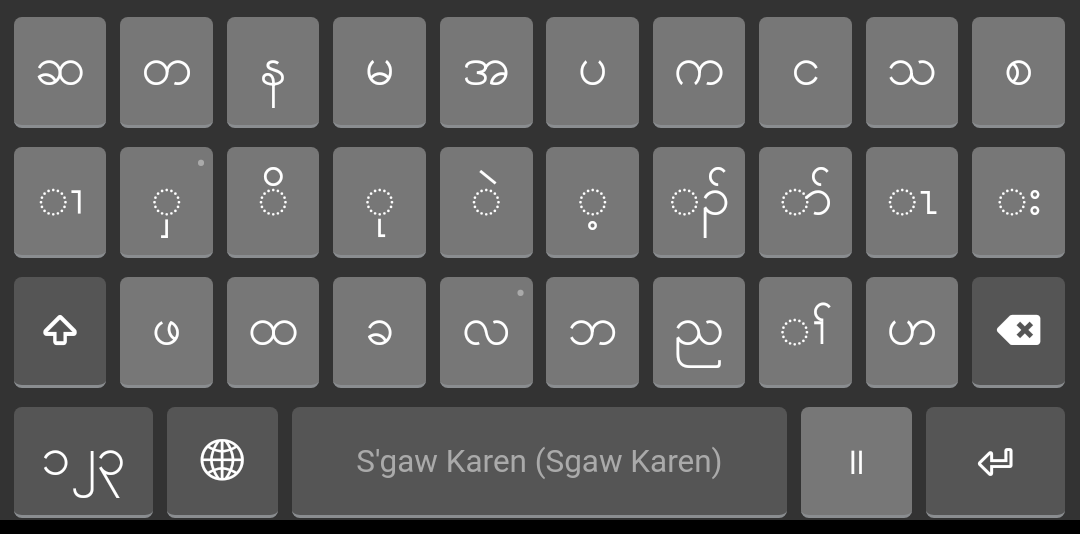 ဆ တ န မ အ ပ က င သ စ
ါ ှ ိ ု ဲ ့ ၣ် ာ် ၤ း
ဖ ထ ခ လ ဘ ည ၢ် ဟ
၁၂၃ S'gaw Karen (Sgaw Karen) ။